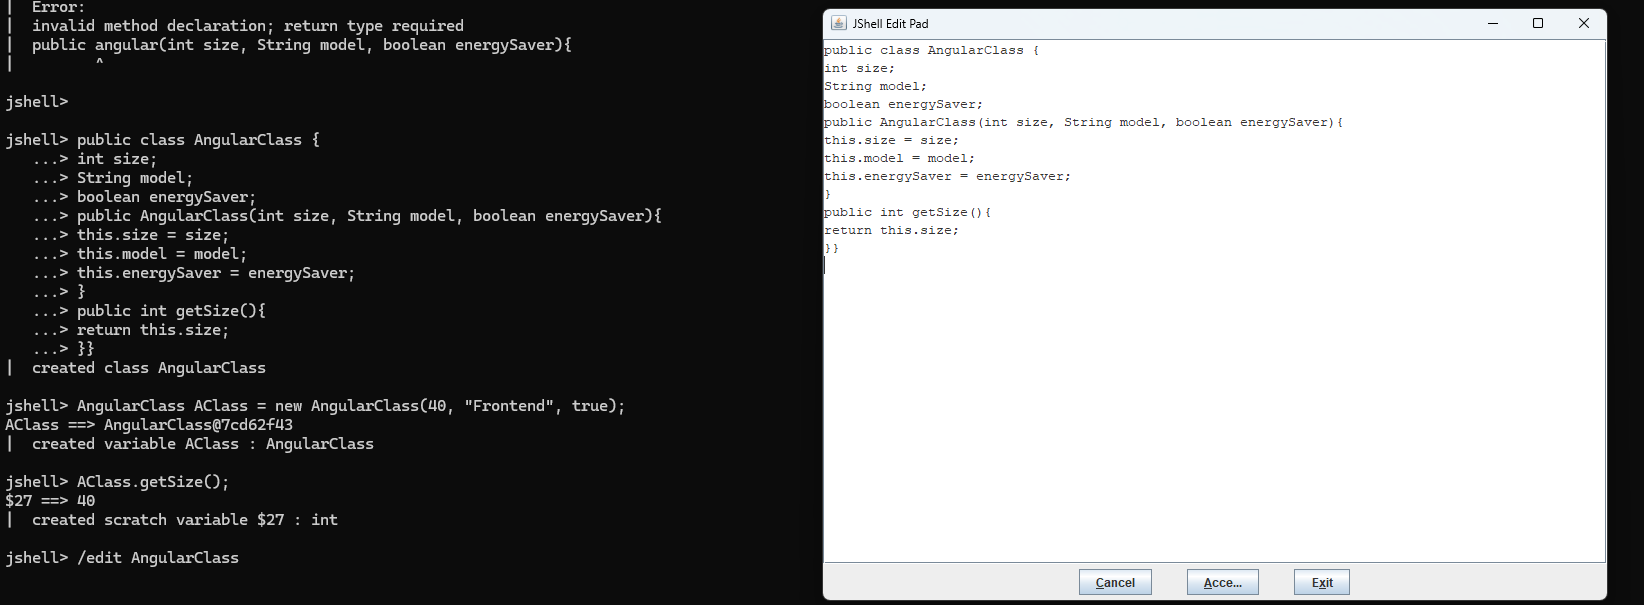 |  Error:
|  invalid method declaration; return type required
|  public angular(int size, String model, boolean energySaver){
|         ^
jshell>
jshell> public class AngularClass {
   ...> int size;
   ...> String model;
   ...> boolean energySaver;
   ...> public AngularClass(int size, String model, boolean energySaver){
   ...> this.size = size;
   ...> this.model = model;
   ...> this.energySaver = energySaver;
   ...> }
   ...> public int getSize(){
   ...> return this.size;
   ...> }}
|  created class AngularClass
jshell> AngularClass AClass = new AngularClass(40, "Frontend", true);
AClass ==> AngularClass@7cd62f43
|  created variable AClass : AngularClass
jshell> AClass.getSize();
$27 ==> 40
|  created scratch variable $27 : int
jshell> /edit AngularClass
JShell Edit Pad
public class AngularClass {
int size;
String model;
boolean energySaver;
public AngularClass(int size, String model, boolean energySaver){
this.size = size;
this.model = model;
this.energySaver = energySaver;
}
public int getSize(){
return this.size;
}}
Cancel
Acce...
Exit